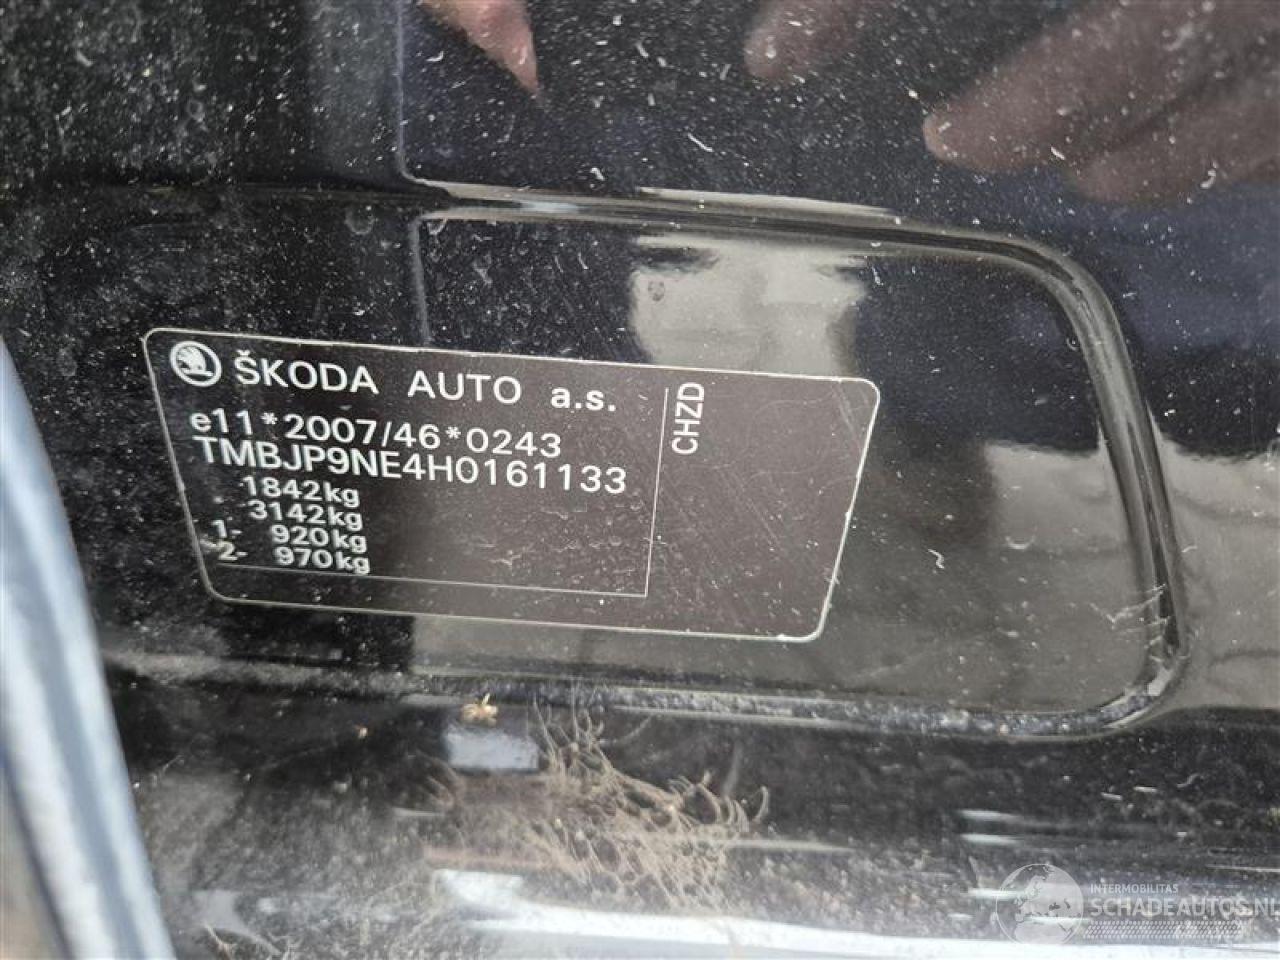 ŠKODA AUTO a.s.
e11*2007/46*0243
TMBJP9NE4H0161133
1842kg
3142kg
1- 920kg
2- 970kg
CHZD
INTERMOBILITAS
SCHADEAUTOS.NL